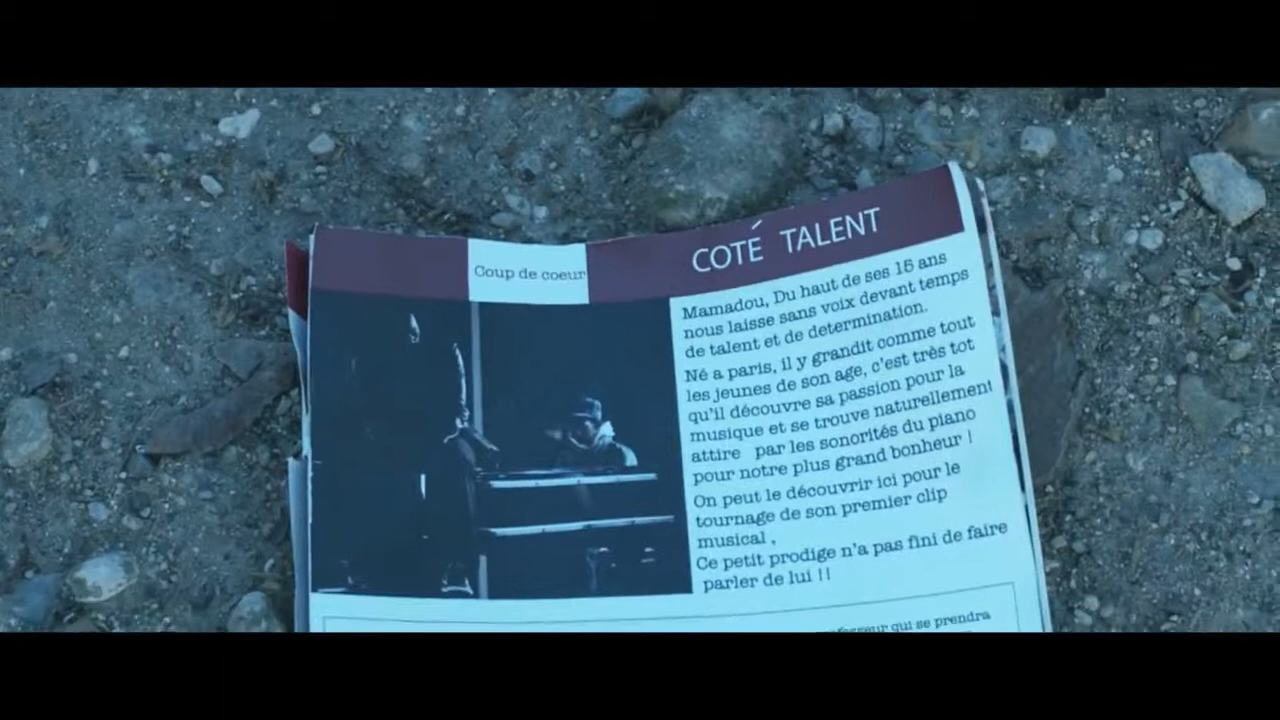 Coup de coeur
COTÉ TALENT
Mamadou, Du haut de ses 15 ans
nous laisse sans voix devant temps
de talent et de determination.
Né a paris, il y grandit comme tout
les jeunes de son age, c'est très tot
qu'il découvre sa passion pour la
musique et se trouve naturellement
attire par les sonorités du piano
pour notre plus grand bonheur !
On peut le découvrir ici pour le
tournage de son premier clip
musical ,
Ce petit prodige n'a pas fini de faire
parler de lui !!
qui se prendra